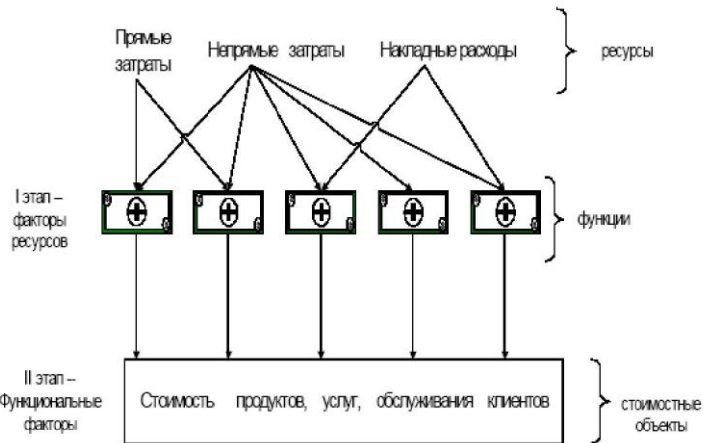 Прямые
затраты
Непрямые затраты
Накладные расходы
ресурсы
I этап –
факторы
ресурсов
функции
II этап –
Функциональные
факторы
Стоимость продуктов, услуг, обслуживания клиентов
стоимостные
объекты